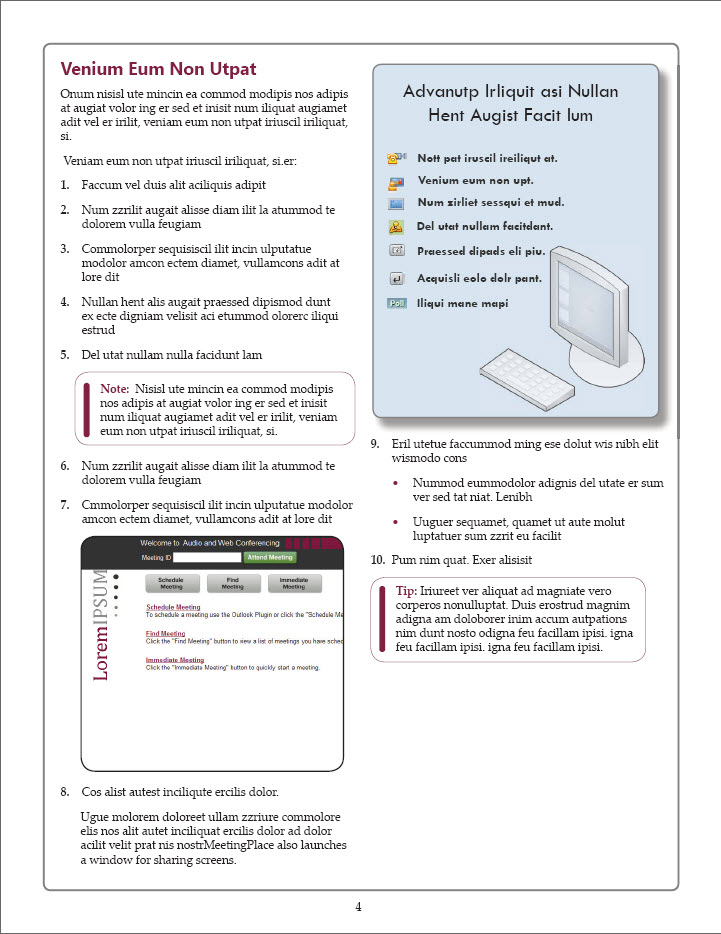 Venium Eum Non Utpat
Onum nisisl ute mincin ea commod modipis nos adipis
at augiat volor ing er sed et inisit num iliquat augiamet
adit vel er irilit, veniam eum non utpat iriuscil iriliquat,
si.
Veniam eum non utpat iriuscil iriliquat, si.er:
1. Faccum vel duis alit aciliquis adipit
2. Num zzrilit augait alisse diam ilit la atummod te
dolorem vulla feugiam
3. Commolorper sequisiscil ilit incin ulputatue
modolor amcon ectem diamet, vullamcons adit at
lore dit
4. Nullan hent alis augait praessed dipismod dunt
ex ecte digniam velisit aci etummod olorerc iliqui
estrud
5. Del utat nullam nulla facidunt lam
Note: Nisisl ute mincin ea commod modipis
nos adipis at augiat volor ing er sed et inisit
num iliquat augiamet adit vel er irilit, veniam
eum non utpat iriuscil iriliquat, si.
6. Num zzrilit augait alisse diam ilit la atummod te
dolorem vulla feugiam
7. Cmmolorper sequisiscil ilit incin ulputatue modolor
amcon ectem diamet, vullamcons adit at lore dit
Welcome to Audio and Web Conferencing
Meeting ID Attend Meeting
LoremIPSUM
Schedule Meeting
Find Meeting
Immediate Meeting
Schedule Meeting
To schedule a meeting use the Outlook Plugin or click the "Schedule Me
Find Meeting
Click the "Find Meeting" button to view a list of meetings you have sched
Immediate Meeting
Click the "Immediate Meeting" button to quickly start a meeting.
8. Cos alist autest inciliqute ercilis dolor.
Ugue molorem doloreet ullam zzriure commolore
elis nos alit autet inciliquat ercilis dolor ad dolor
acilit velit prat nis nostrMeetingPlace also launches
a window for sharing screens.
Advanutp Irliquit asi Nullan
Hent Augist Facit lum
Nott pat iruscil ireiliqut at.
Venium eum non upt.
Num zirliet sessqui et mud.
Del utat nullam facitdant.
Praessed dipads eli piu.
Acquisli eolo dolr pant.
Poll Iliqui mane mapi
9. Eril utetue faccummod ming ese dolut wis nibh elit
wismodo cons
• Nummod eummodolor adignis del utate er sum
ver sed tat niat. Lenibh
• Uuguer sequamet, quamet ut aute molut
luptatuer sum zzrit eu facilit
10. Pum nim quat. Exer alisisit
Tip: Iriureet ver aliquat ad magniate vero
corperos nonulluptat. Duis erostrud magnim
adigna am doloborer inim accum autpations
nim dunt nosto odigna feu facillam ipisi. igna
feu facillam ipisi. igna feu facillam ipisi.
4